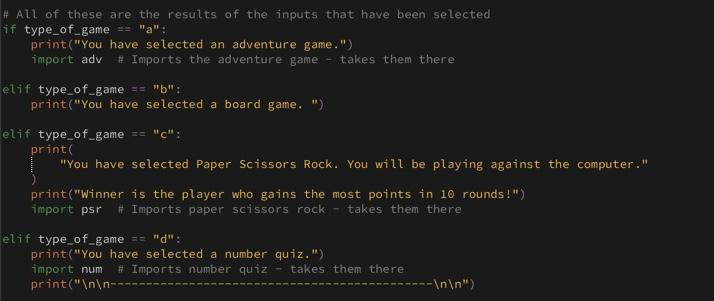 # All of these are the results of the inputs that have been selected
if type_of_game == "a":
    print("You have selected an adventure game.")
    import adv  # Imports the adventure game - takes them there

elif type_of_game == "b":
    print("You have selected a board game. ")

elif type_of_game == "c":
    print(
        "You have selected Paper Scissors Rock. You will be playing against the computer."
    )
    print("Winner is the player who gains the most points in 10 rounds!")
    import psr  # Imports paper scissors rock - takes them there

elif type_of_game == "d":
    print("You have selected a number quiz.")
    import num  # Imports number quiz - takes them there
    print("\n\n---------------------------------------------\n\n")